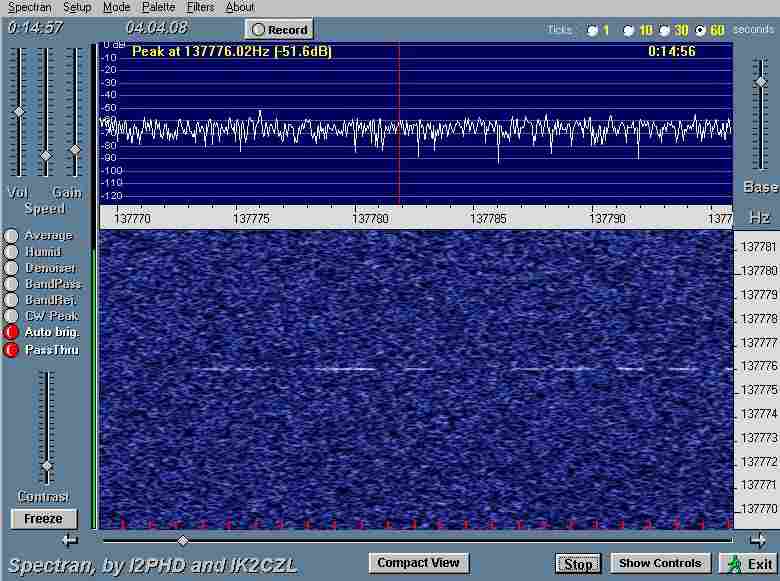 Spectran Setup Mode Palette Filters About
0:14:57 04.04.08 Record Ticks 1 10 30 60 seconds
0 dB Peak at 137776.02Hz [-51.6dB] 0:14:56
-10
-20
-30
-40
-50
-60
-80
-90
-100
-110
-120
Vol. Gain
Speed
Base
137770 137775 137780 137785 137790 1377
Hz
Average
Humid
Denoiser
BandPass
BandRej.
CW Peak
Auto brig.
PassThru
137781
137780
137779
137778
137777
137776
137775
137774
137773
137772
137771
137770
Contrast
Freeze
Spectran, by I2PHD and IK2CZL Compact View Stop Show Controls Exit